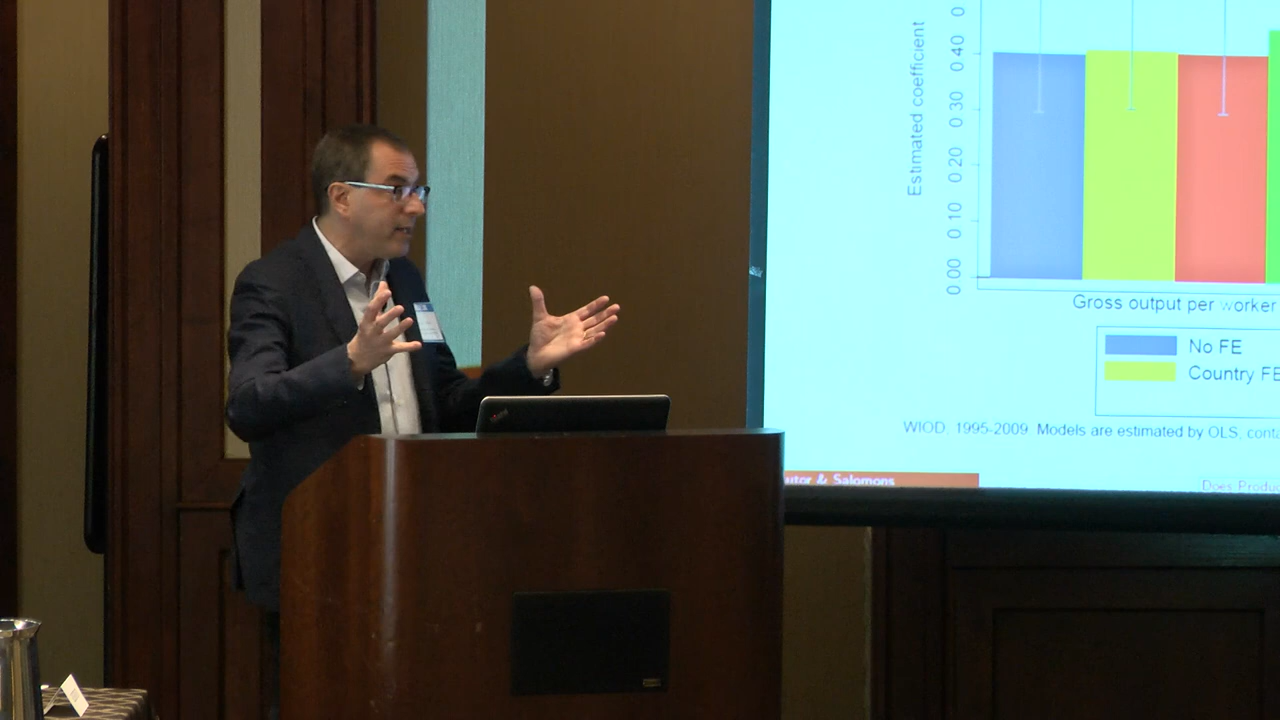 Estimated coefficient
0
0 40
0 30
0 20
0 10
0 00
Gross output per worker
No FE
Country FE
WIOD: 1995-2009. Models are estimated by OLS, conta
utor & Salomons
Does Produc